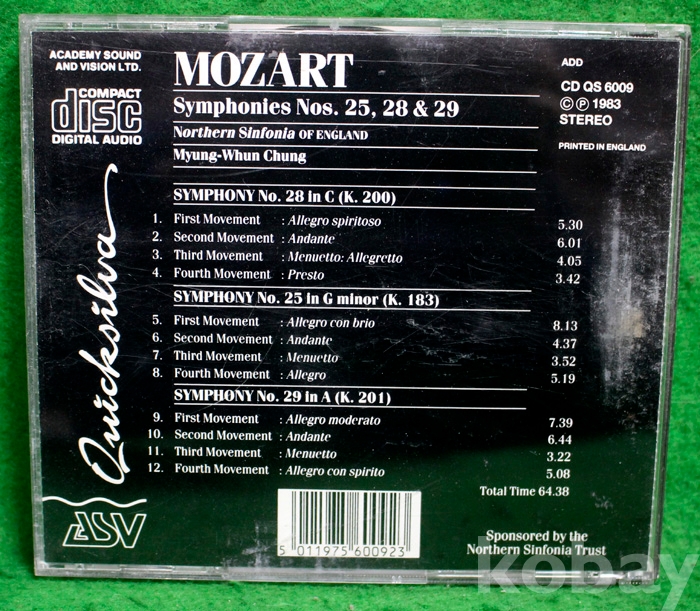 ACADEMY SOUND
AND VISION LTD.
COMPACT
disc
DIGITAL AUDIO
MOZART
Symphonies Nos. 25, 28 & 29
Northern Sinfonia OF ENGLAND
Myung-Whun Chung
ADD
CD QS 6009
© ℗ 1983
STEREO
PRINTED IN ENGLAND
SYMPHONY No. 28 in C (K. 200)
1. First Movement : Allegro spiritoso 5.30
2. Second Movement : Andante 6.01
3. Third Movement : Menuetto: Allegretto 4.05
4. Fourth Movement : Presto 3.42
SYMPHONY No. 25 in G minor (K. 183)
5. First Movement : Allegro con brio 8.13
6. Second Movement : Andante 4.37
7. Third Movement : Menuetto 3.52
8. Fourth Movement : Allegro 5.19
SYMPHONY No. 29 in A (K. 201)
9. First Movement : Allegro moderato 7.39
10. Second Movement : Andante 6.44
11. Third Movement : Menuetto 3.22
12. Fourth Movement : Allegro con spirito 5.08
Total Time 64.38
Quicksilva
ASV
5 011975 600923
Sponsored by the
Northern Sinfonia Trust
kobay